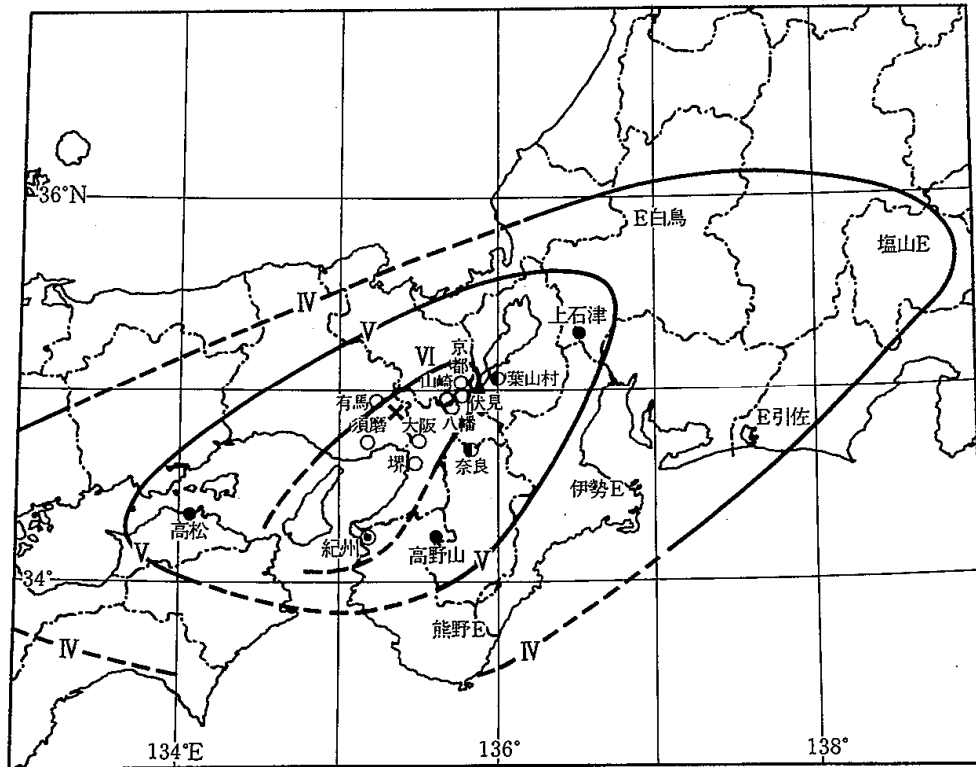 36°N
E白鳥
塩山E
IV
V
上石津
VI
京都
山崎
葉山村
有馬
伏見
須磨
大阪
八幡
E引佐
堺
奈良
伊勢E
高松
紀州
高野山
V
V
34°
熊野E
IV
IV
134°E
136°
138°